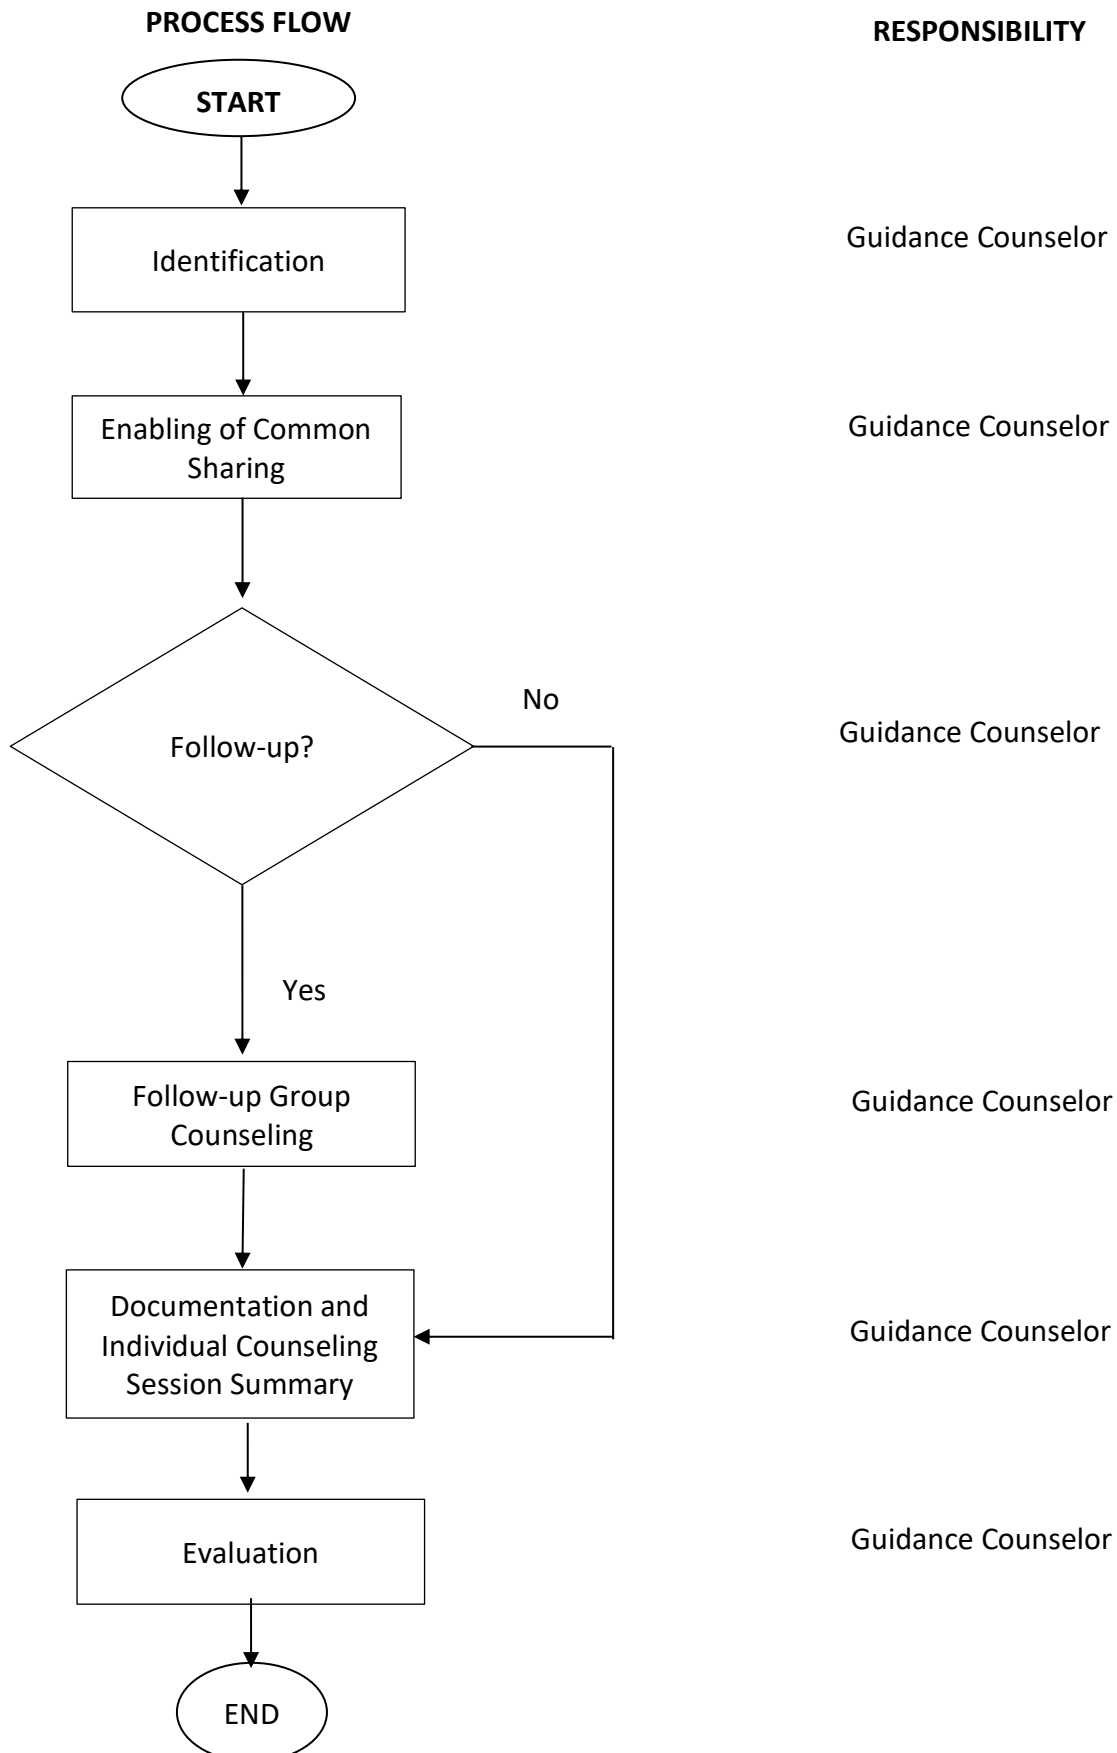 PROCESS FLOW
RESPONSIBILITY
START
Identification
Guidance Counselor
Enabling of Common
Sharing
Guidance Counselor
No
Follow-up?
Guidance Counselor
Yes
Follow-up Group
Counseling
Guidance Counselor
Documentation and
Individual Counseling
Session Summary
Guidance Counselor
Evaluation
Guidance Counselor
END